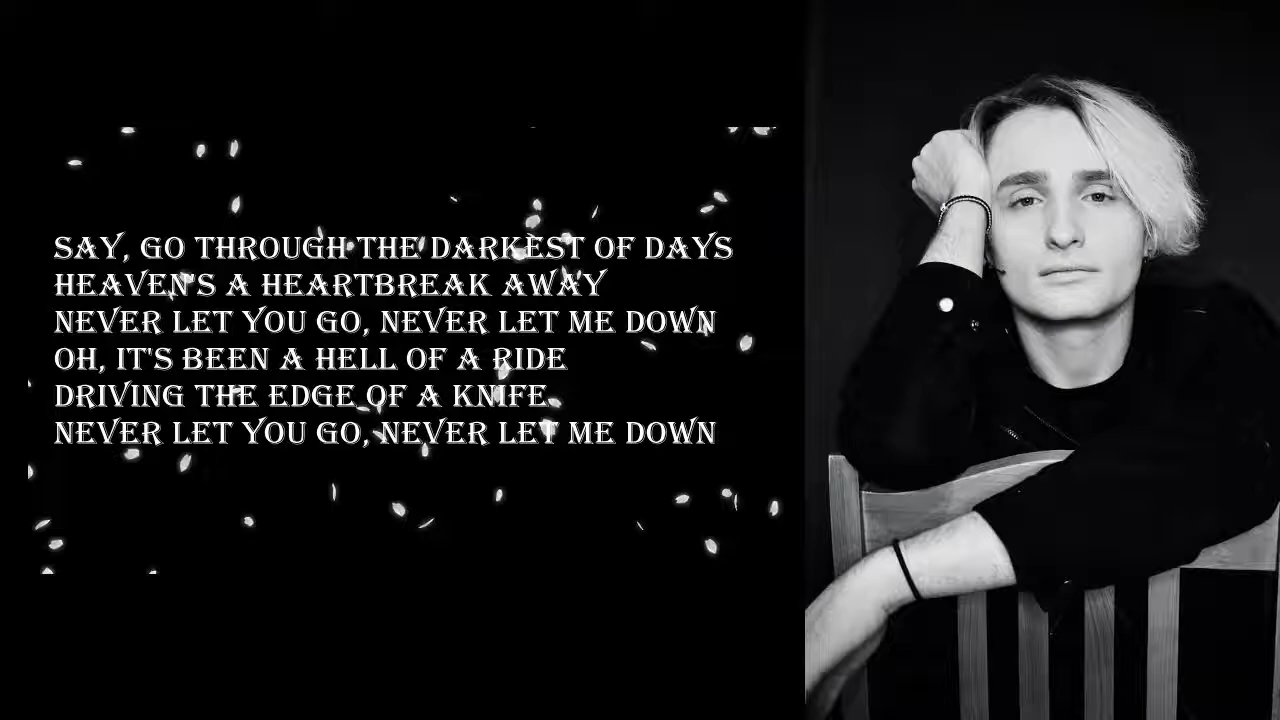 SAY, GO THROUGH THE DARKEST OF DAYS
HEAVEN'S A HEARTBREAK AWAY
NEVER LET YOU GO, NEVER LET ME DOWN
OH, IT'S BEEN A HELL OF A RIDE
DRIVING THE EDGE OF A KNIFE
NEVER LET YOU GO, NEVER LET ME DOWN